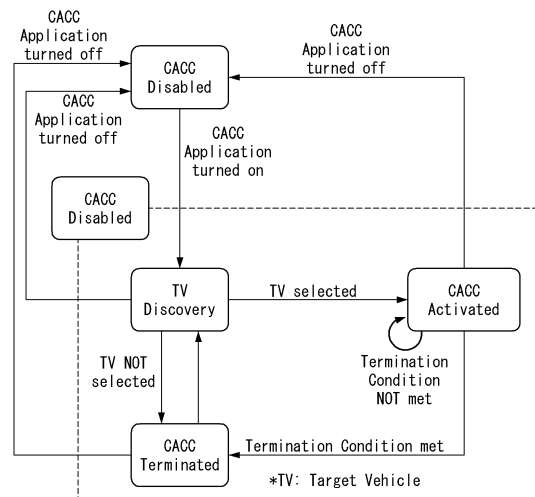 CACC
Application
turned off
CACC
Disabled
CACC
Application
turned off
CACC
Application
turned off
CACC
Application
turned on
CACC
Disabled
TV
Discovery
TV selected
CACC
Activated
TV NOT
selected
Termination
Condition
NOT met
CACC
Terminated
Termination Condition met
*TV: Target Vehicle